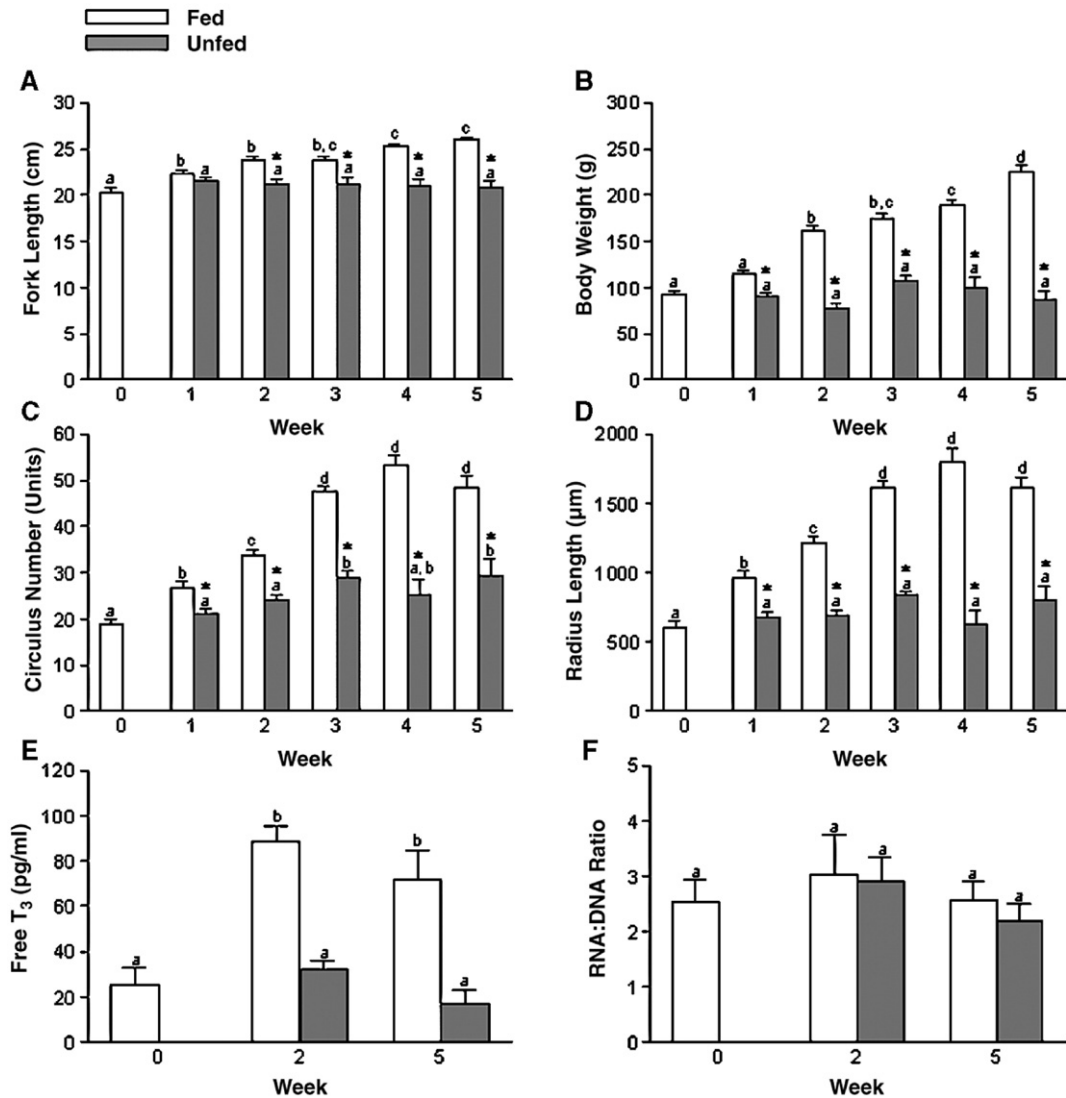 Fed
Unfed
A
Fork Length (cm)
30
25
20
15
10
5
0
a
b
a
b
*
a
b,c
*
a
c
*
a
c
*
a
0 1 2 3 4 5
Week
B
Body Weight (g)
300
250
200
150
100
50
0
a
a
*
a
b
*
a
b,c
*
a
c
*
a
d
*
a
0 1 2 3 4 5
Week
C
Circulus Number (Units)
60
50
40
30
20
10
0
a
b
*
a
c
*
a
d
*
b
d
*
a,b
d
*
b
0 1 2 3 4 5
Week
D
Radius Length (µm)
2000
1500
1000
500
0
a
b
*
a
c
*
a
d
*
a
d
*
a
d
*
a
0 1 2 3 4 5
Week
E
Free T3 (pg/ml)
120
100
80
60
40
20
0
a
b
a
b
a
0 2 5
Week
F
RNA:DNA Ratio
5
4
3
2
1
0
a
a
a
a
a
0 2 5
Week